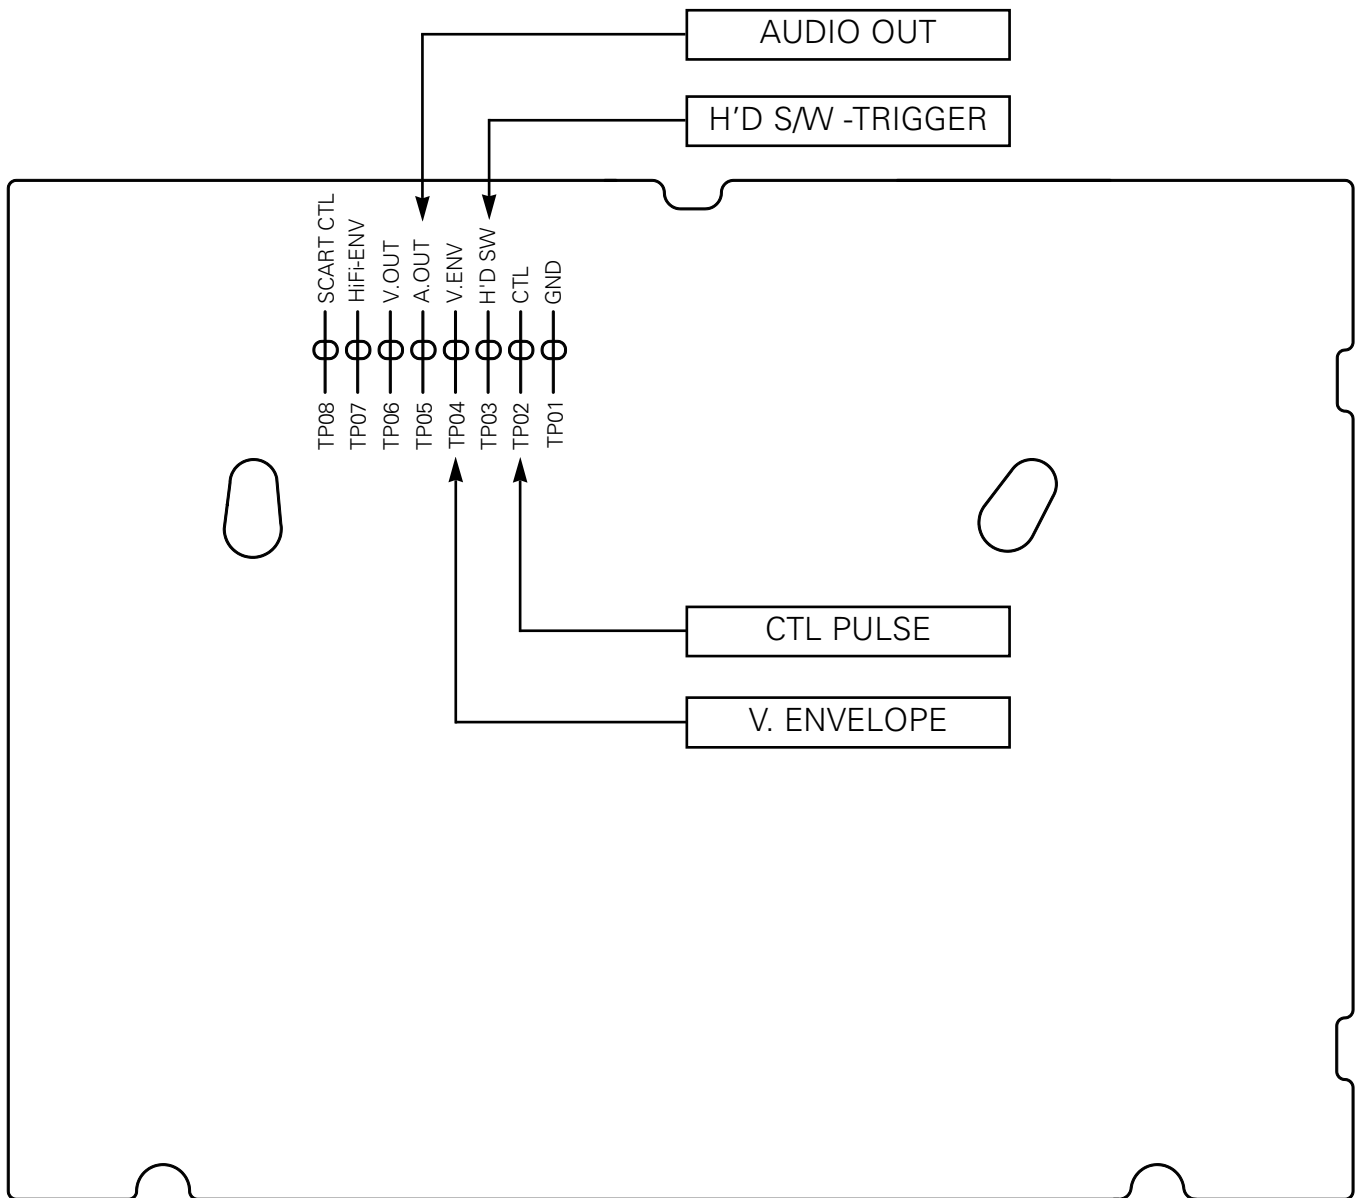 AUDIO OUT
H'D S/W -TRIGGER
SCART CTL
HiFi-ENV
V.OUT
A.OUT
V.ENV
H'D SW
CTL
GND
TP08
TP07
TP06
TP05
TP04
TP03
TP02
TP01
CTL PULSE
V. ENVELOPE